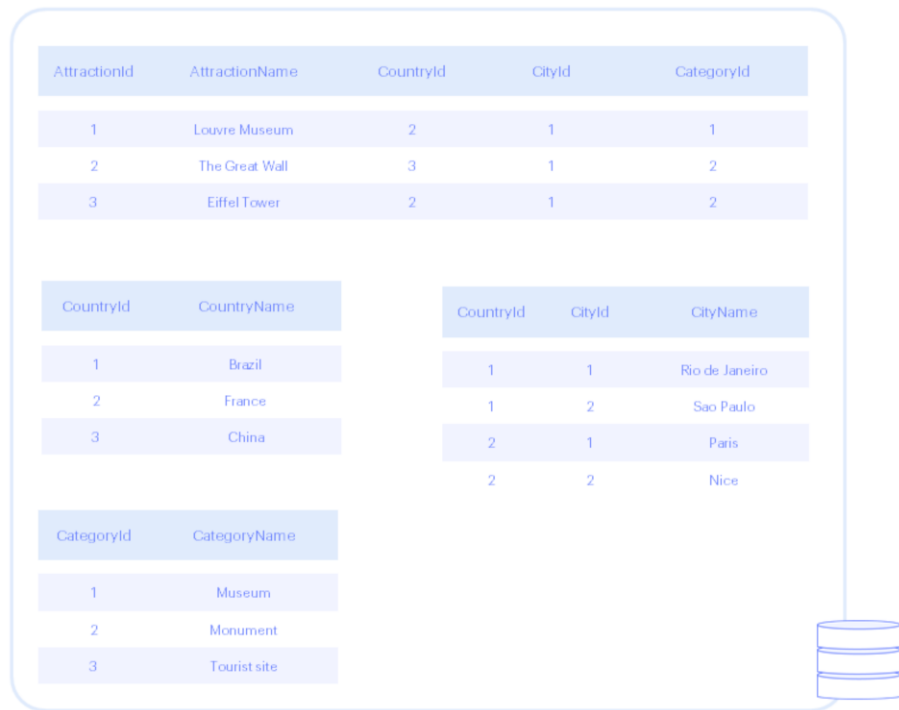 AttractionId AttractionName CountryId CityId CategoryId
1 Louvre Museum 2 1 1
2 The Great Wall 3 1 2
3 Eiffel Tower 2 1 2
CountryId CountryName
1 Brazil
2 France
3 China
CountryId CityId CityName
1 1 Rio de Janeiro
1 2 Sao Paulo
2 1 Paris
2 2 Nice
CategoryId CategoryName
1 Museum
2 Monument
3 Tourist site